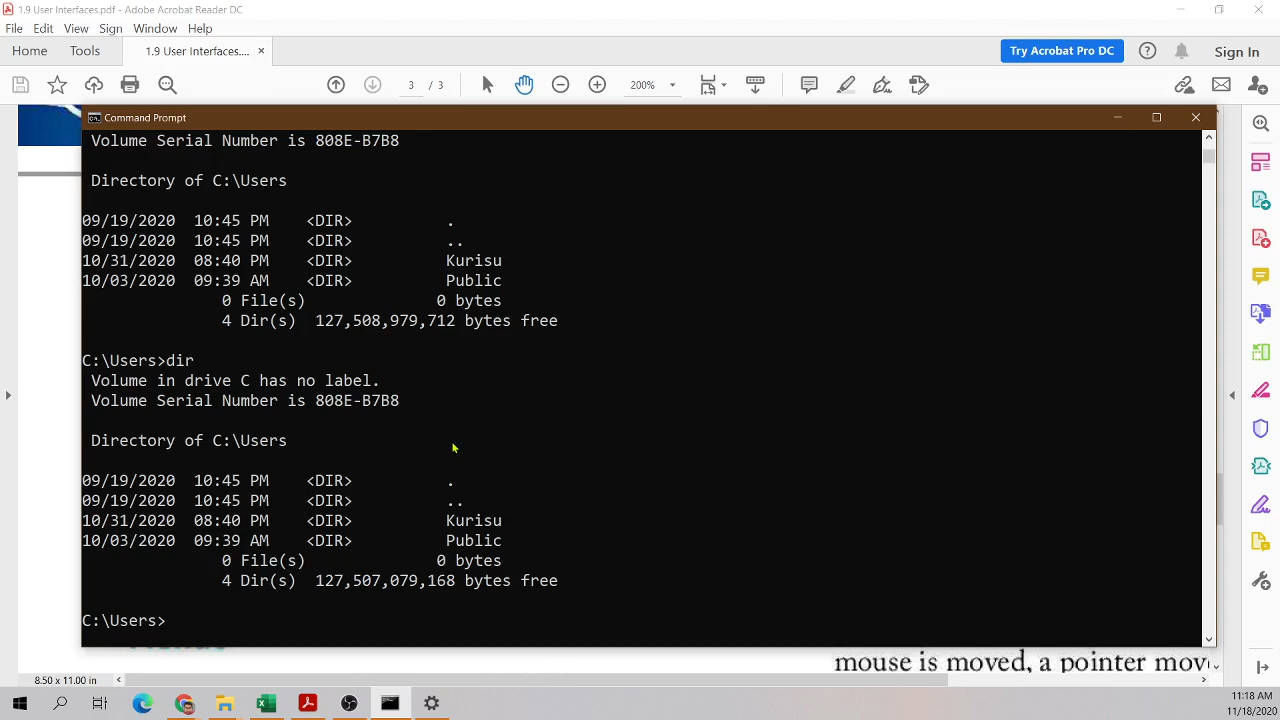 1.9 User Interfaces.pdf - Adobe Acrobat Reader DC
File Edit View Sign Window Help
Home Tools 1.9 User Interfaces.... × Try Acrobat Pro DC Sign In
3 / 3 200%
Command Prompt
Volume Serial Number is 808E-B7B8
Directory of C:\Users
09/19/2020 10:45 PM <DIR> .
09/19/2020 10:45 PM <DIR> ..
10/31/2020 08:40 PM <DIR> Kurisu
10/03/2020 09:39 AM <DIR> Public
0 File(s) 0 bytes
4 Dir(s) 127,508,979,712 bytes free
C:\Users>dir
Volume in drive C has no label.
Volume Serial Number is 808E-B7B8
Directory of C:\Users
09/19/2020 10:45 PM <DIR> .
09/19/2020 10:45 PM <DIR> ..
10/31/2020 08:40 PM <DIR> Kurisu
10/03/2020 09:39 AM <DIR> Public
0 File(s) 0 bytes
4 Dir(s) 127,507,079,168 bytes free
C:\Users>
mouse is moved, a pointer mov
8.50 x 11.00 in
11:18 AM
11/18/2020